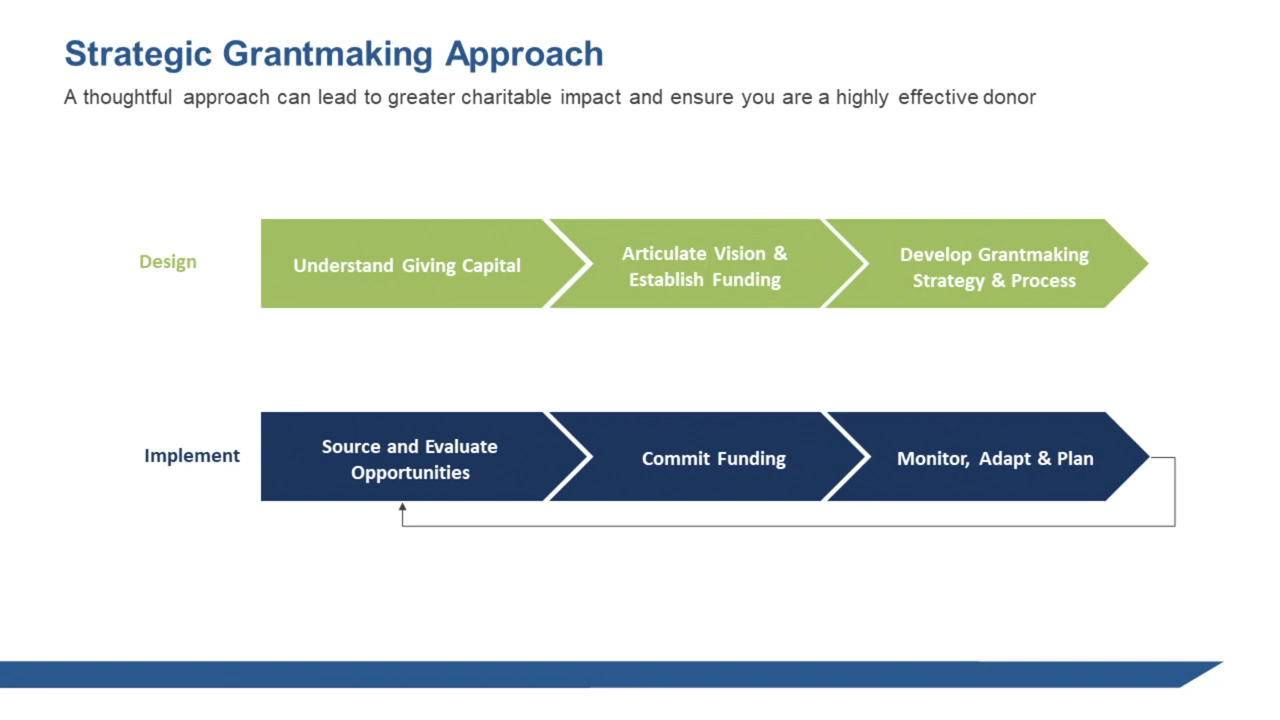 Strategic Grantmaking Approach
A thoughtful approach can lead to greater charitable impact and ensure you are a highly effective donor
Design
Understand Giving Capital
Articulate Vision &
Establish Funding
Develop Grantmaking
Strategy & Process
Implement
Source and Evaluate
Opportunities
Commit Funding
Monitor, Adapt & Plan